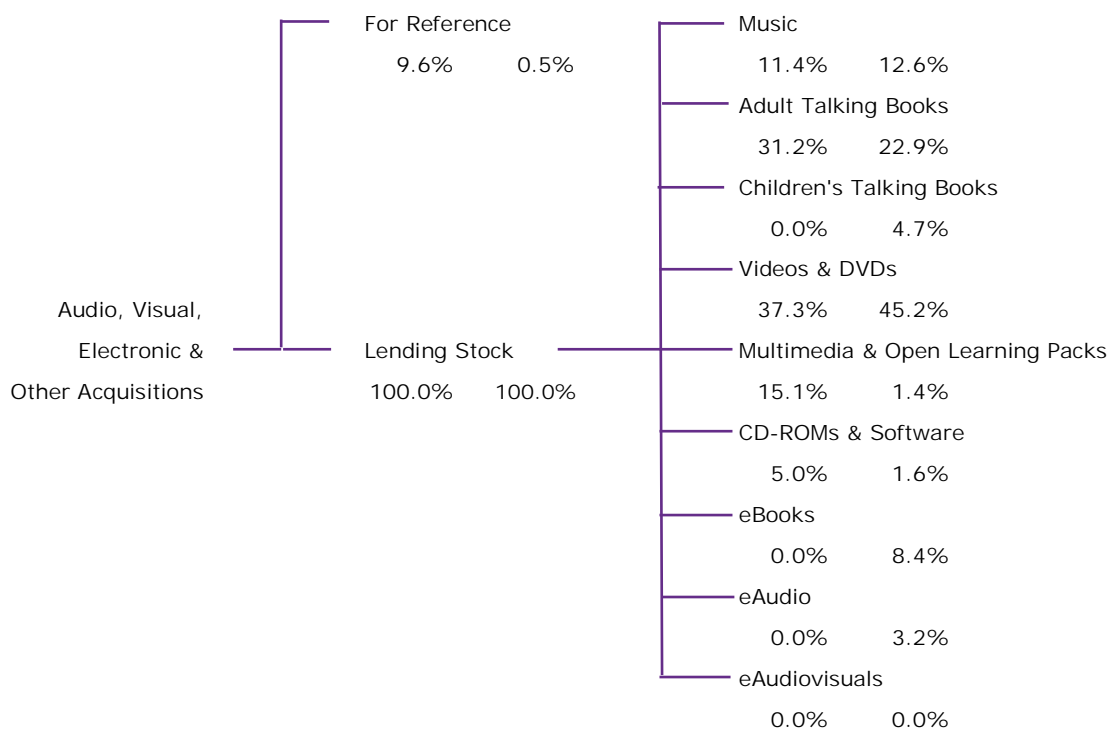 For Reference
9.6% 0.5%
Audio, Visual,
Electronic &
Other Acquisitions
Lending Stock
100.0% 100.0%
Music
11.4% 12.6%
Adult Talking Books
31.2% 22.9%
Children's Talking Books
0.0% 4.7%
Videos & DVDs
37.3% 45.2%
Multimedia & Open Learning Packs
15.1% 1.4%
CD-ROMs & Software
5.0% 1.6%
eBooks
0.0% 8.4%
eAudio
0.0% 3.2%
eAudiovisuals
0.0% 0.0%